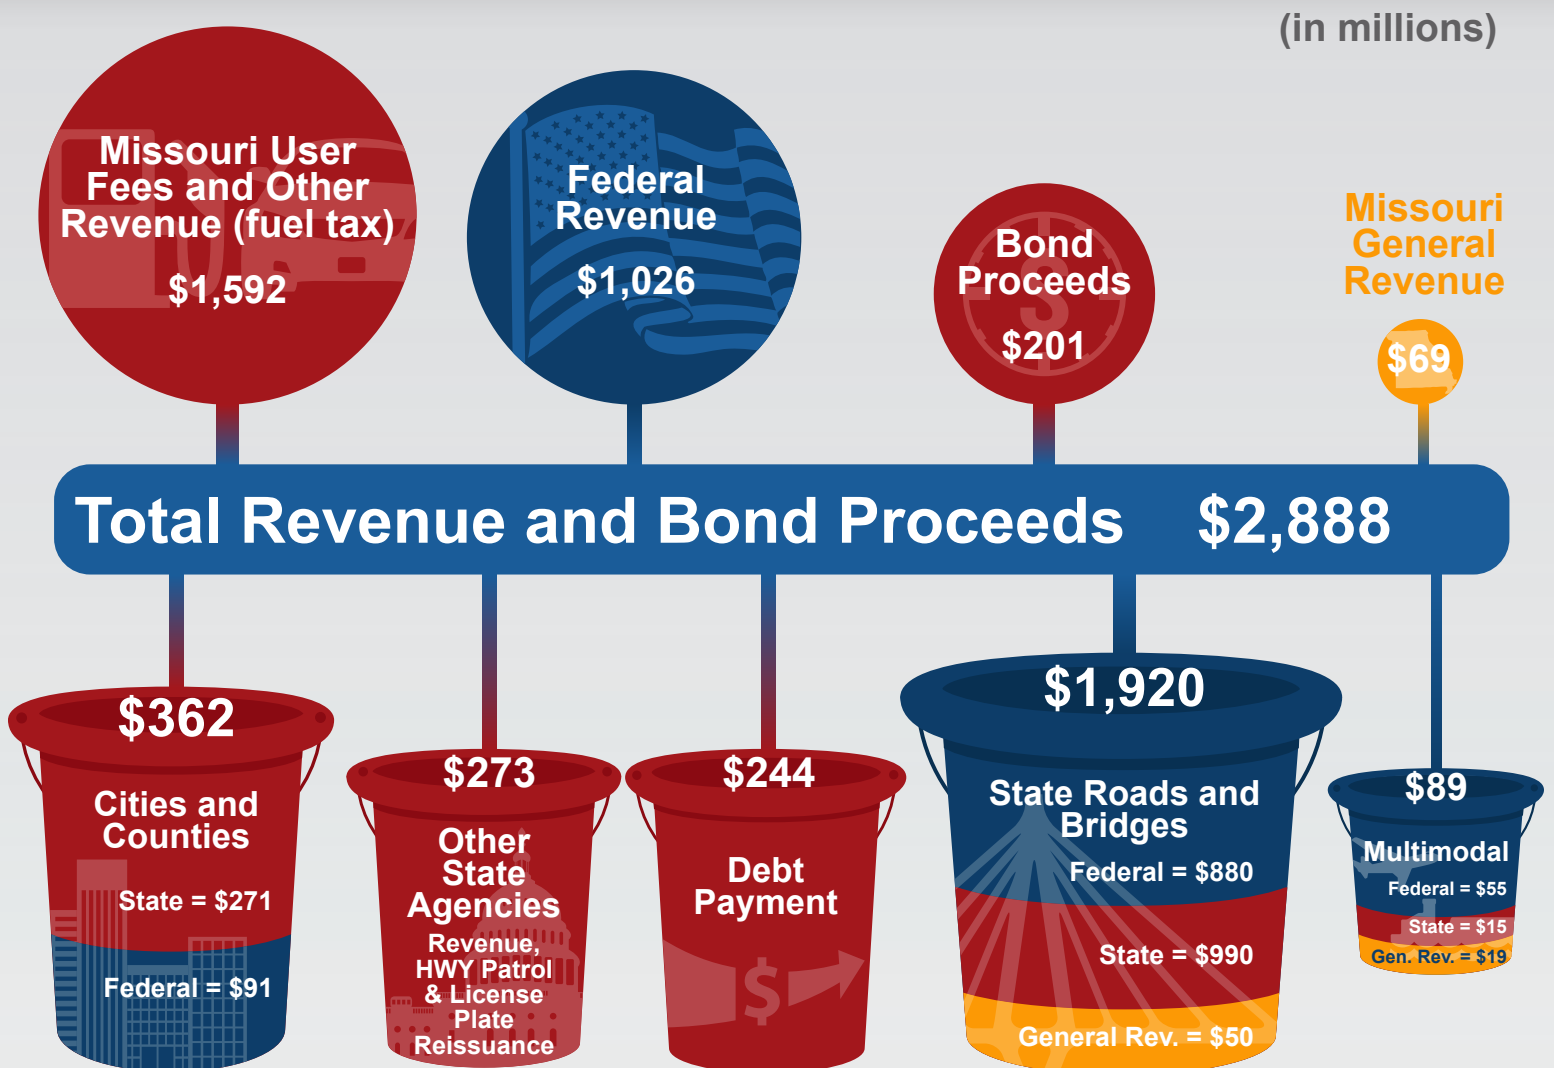 (in millions)
Missouri User
Fees and Other
Revenue (fuel tax)
$1,592
Federal
Revenue
$1,026
Bond
Proceeds
$201
Missouri
General
Revenue
$69
Total Revenue and Bond Proceeds $2,888
$362
Cities and
Counties
State = $271
Federal = $91
$273
Other
State
Agencies
Revenue,
HWY Patrol
& License
Plate
Reissuance
$244
Debt
Payment
$
$1,920
State Roads and
Bridges
Federal = $880
State = $990
General Rev. = $50
$89
Multimodal
Federal = $55
State = $15
Gen. Rev. = $19